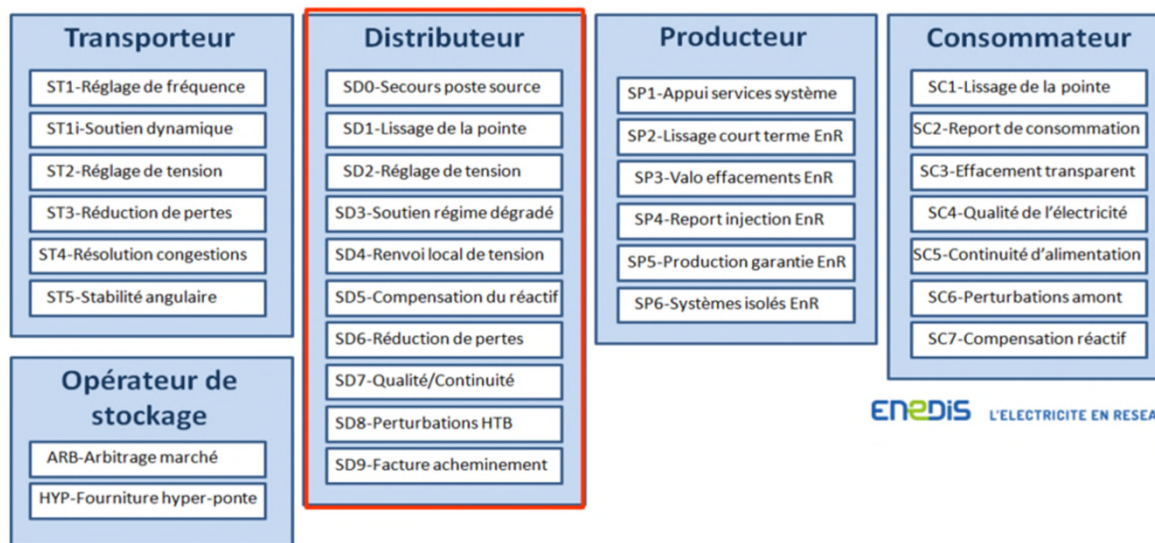 Transporteur
ST1-Réglage de fréquence
ST1i-Soutien dynamique
ST2-Réglage de tension
ST3-Réduction de pertes
ST4-Résolution congestions
ST5-Stabilité angulaire
Opérateur de
stockage
ARB-Arbitrage marché
HYP-Fourniture hyper-ponte
Distributeur
SD0-Secours poste source
SD1-Lissage de la pointe
SD2-Réglage de tension
SD3-Soutien régime dégradé
SD4-Renvoi local de tension
SD5-Compensation du réactif
SD6-Réduction de pertes
SD7-Qualité/Continuité
SD8-Perturbations HTB
SD9-Facture acheminement
Producteur
SP1-Appui services système
SP2-Lissage court terme EnR
SP3-Valo effacements EnR
SP4-Report injection EnR
SP5-Production garantie EnR
SP6-Systèmes isolés EnR
Consommateur
SC1-Lissage de la pointe
SC2-Report de consommation
SC3-Effacement transparent
SC4-Qualité de l'électricité
SC5-Continuité d'alimentation
SC6-Perturbations amont
SC7-Compensation réactif
ENEDIS L'ELECTRICITE EN RESEA